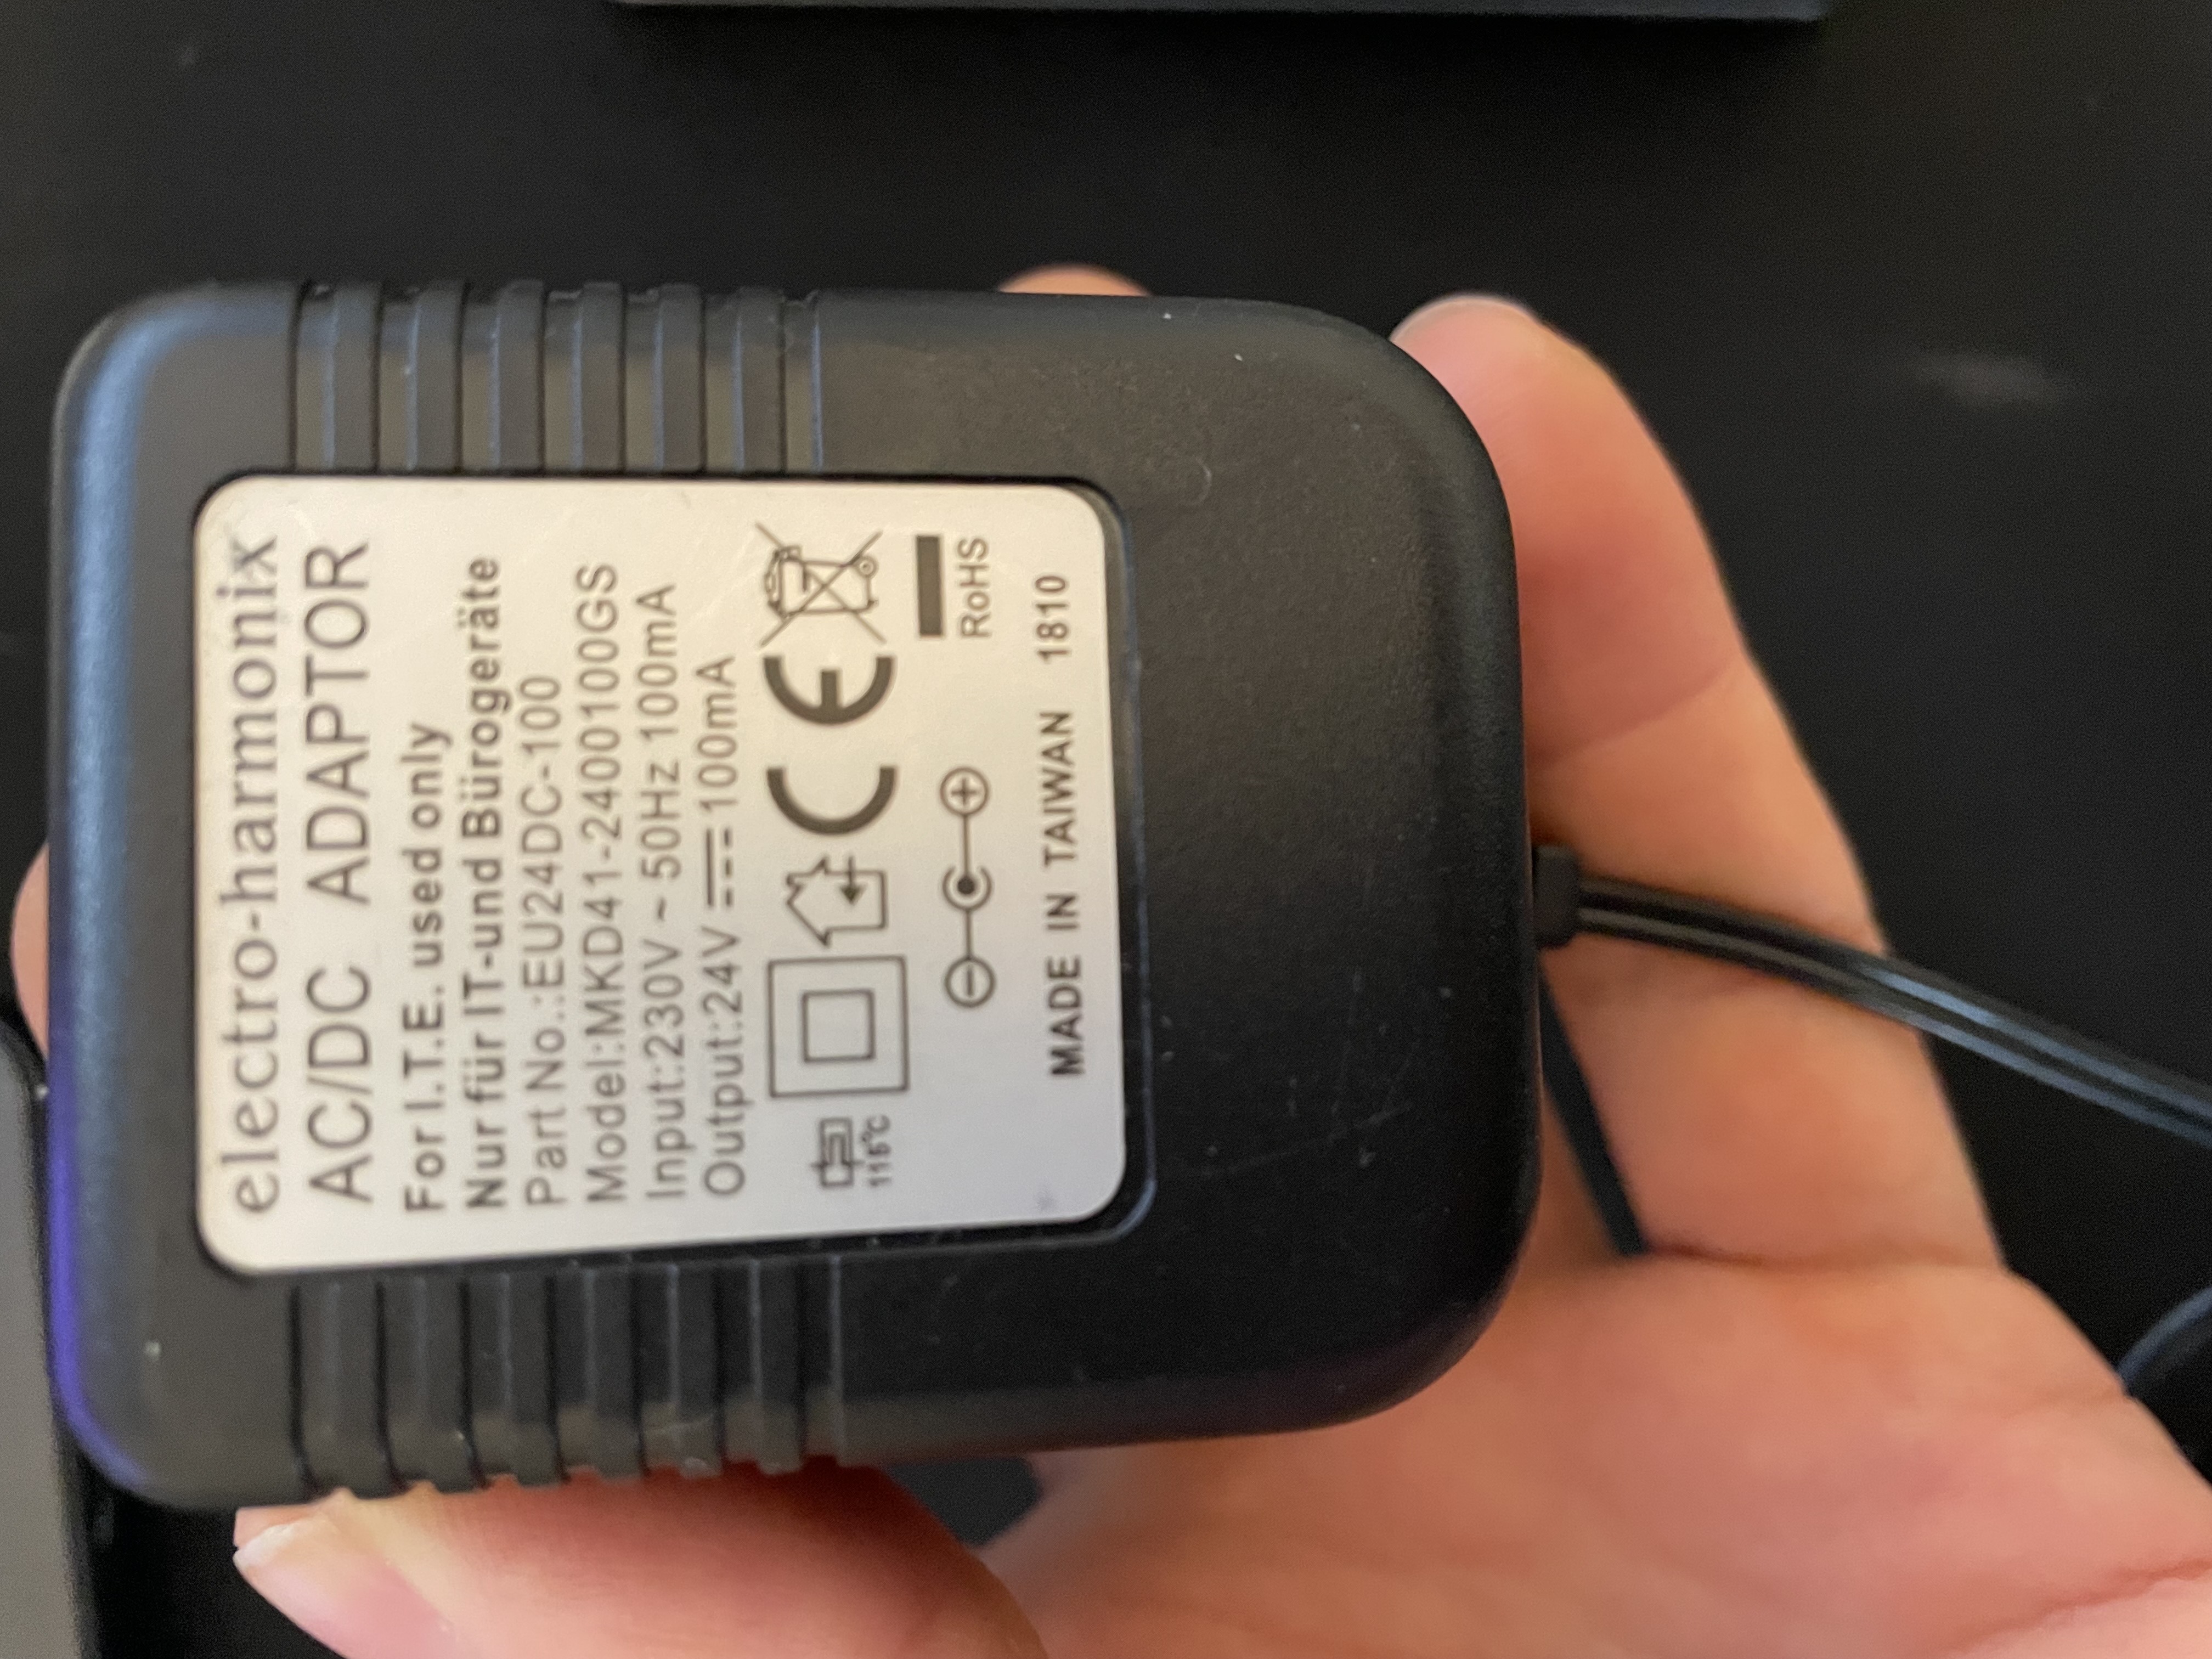 electro-harmonix
AC/DC ADAPTOR
For I.T.E. used only
Nur für IT-und Bürogeräte
Part No.:EU24DC-100
Model:MKD41-2400100GS
Input:230V ~ 50Hz 100mA
Output:24V ⎓ 100mA
115°C
CE
RoHS
MADE IN TAIWAN 1810